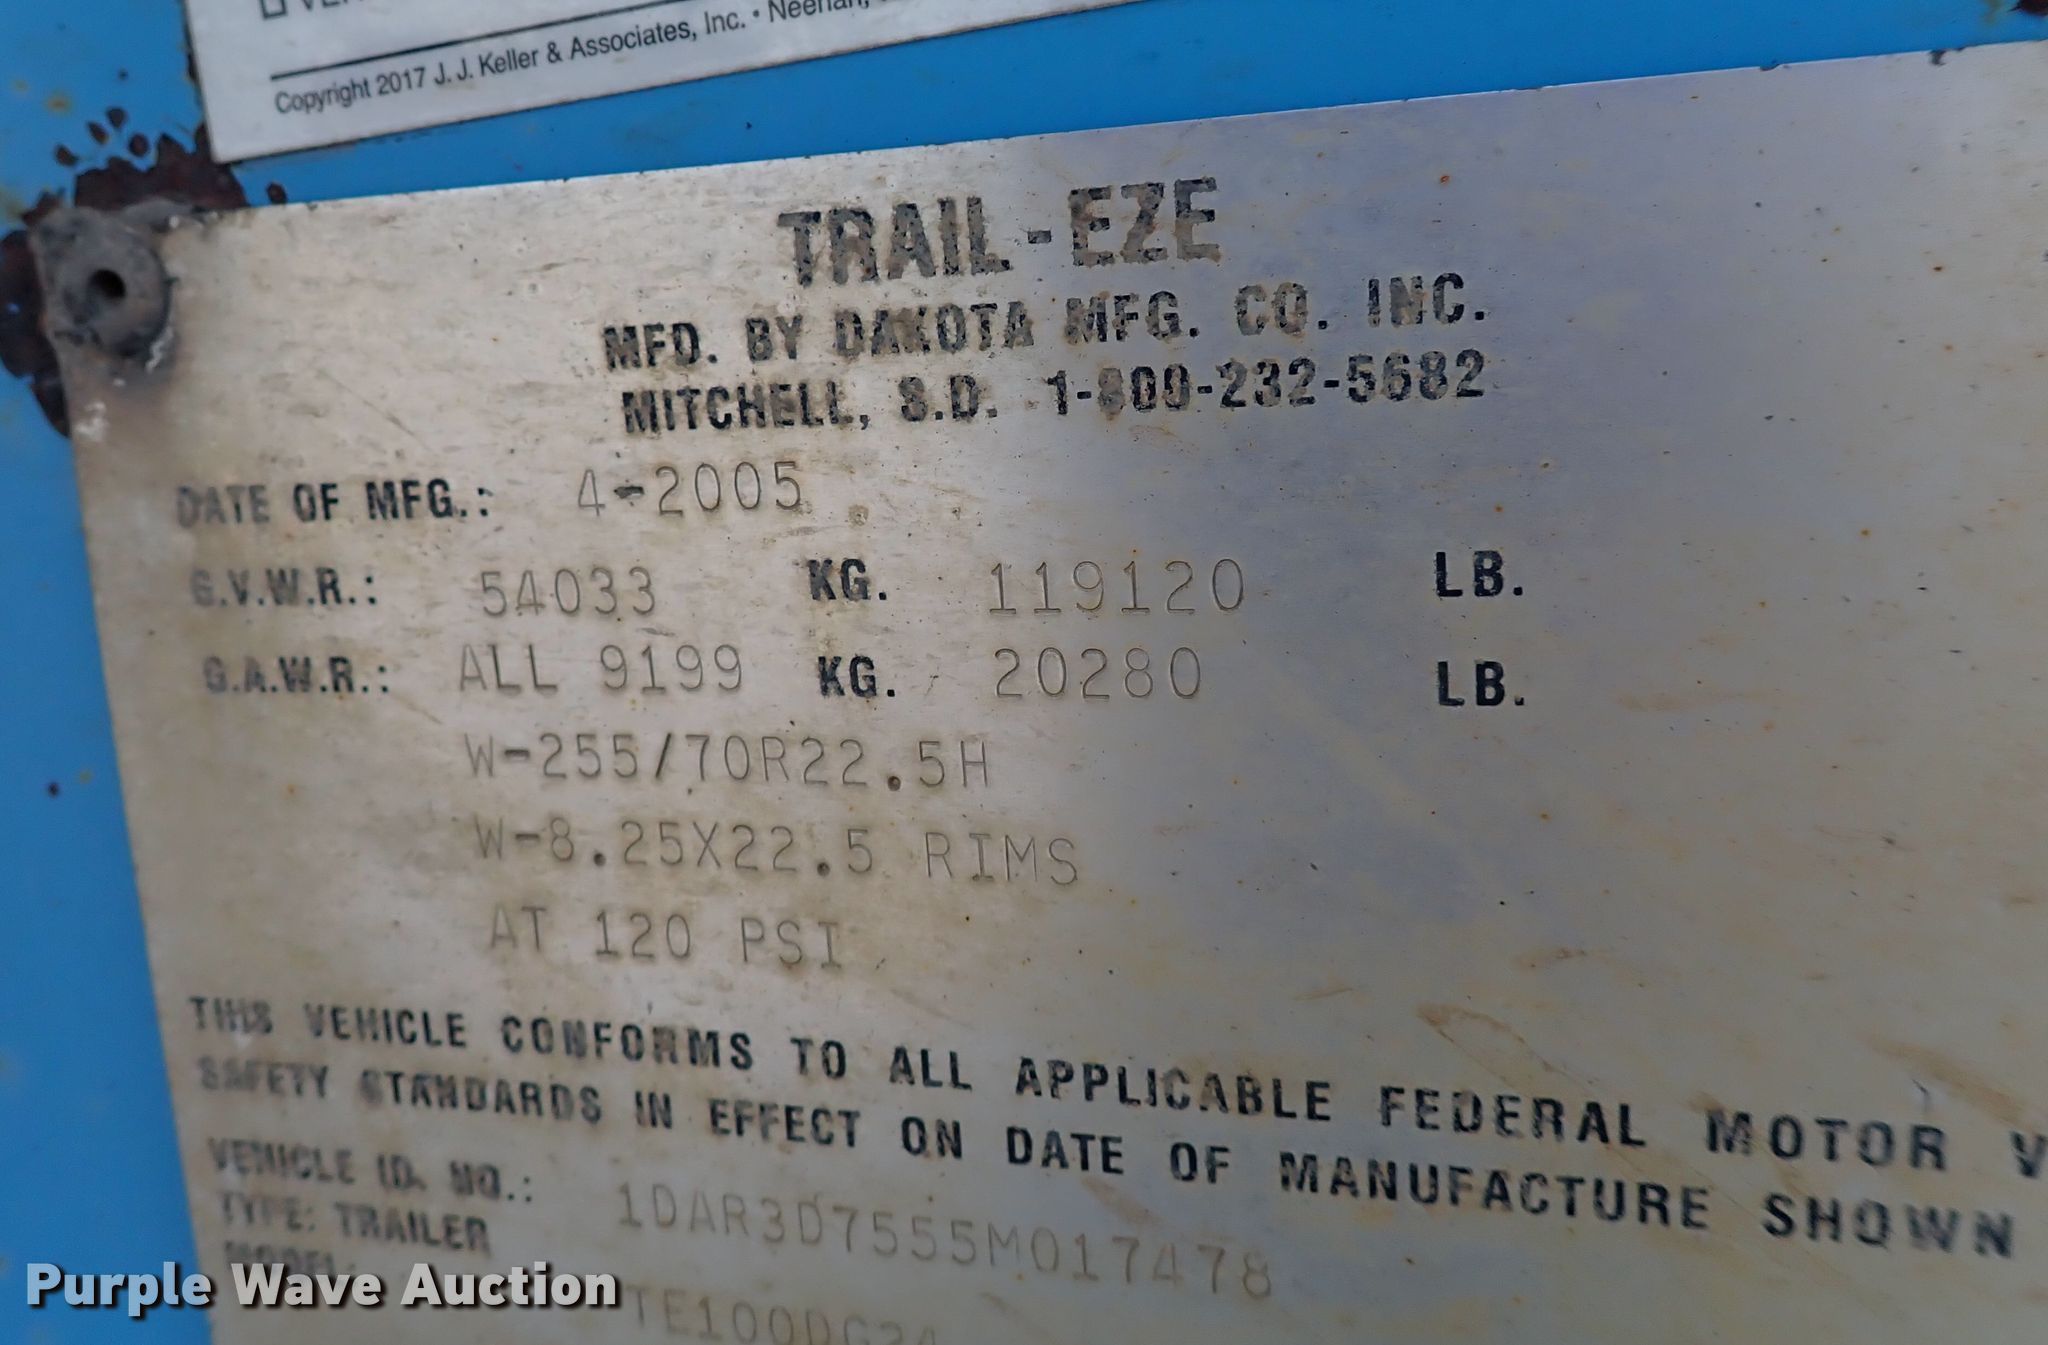 Copyright 2017 J. J. Keller & Associates, Inc. • Neenah,
TRAIL-EZE
MFD. BY DAKOTA MFG. CO. INC.
MITCHELL, S.D. 1-800-232-5682
DATE OF MFG.: 4-2005
G.V.W.R.: 54033 KG. 119120 LB.
G.A.W.R.: ALL 9199 KG. 20280 LB.
W-255/70R22.5H
W-8.25X22.5 RIMS
AT 120 PSI
THIS VEHICLE CONFORMS TO ALL APPLICABLE FEDERAL MOTOR V
SAFETY STANDARDS IN EFFECT ON DATE OF MANUFACTURE SHOWN
VEHICLE ID. NO.: 1DAR3D7555M017478
TYPE: TRAILER
MODEL: TE100DG34
Purple Wave Auction